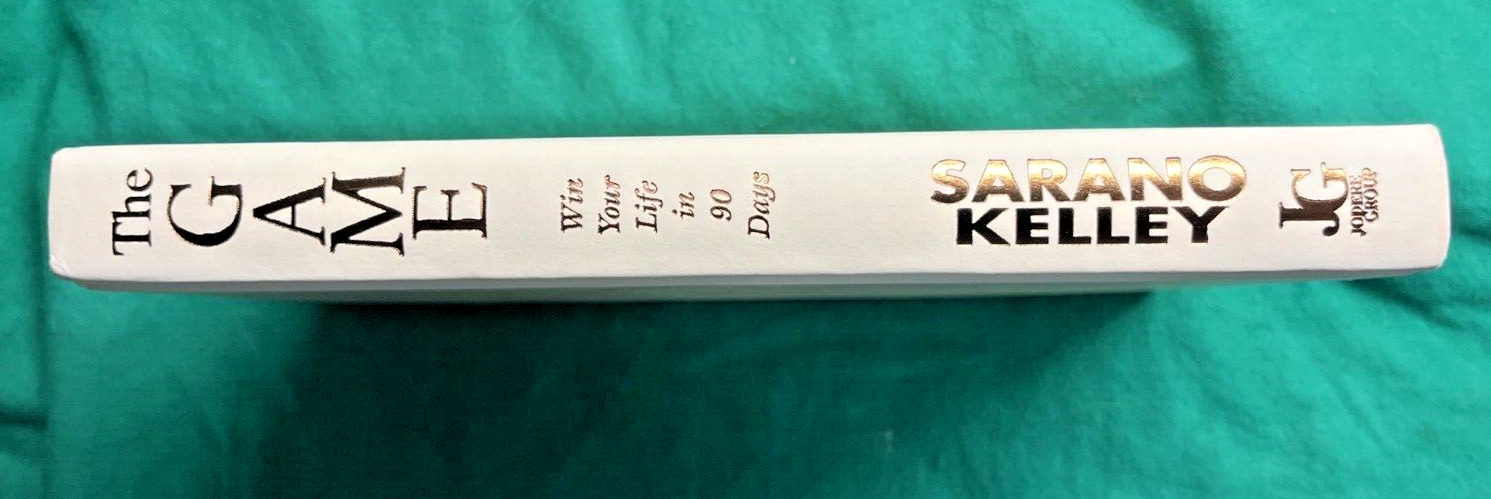 The
GAME
Win
Your
Life
in
90
Days
SARANO
KELLEY
JG
JODERE
GROUP